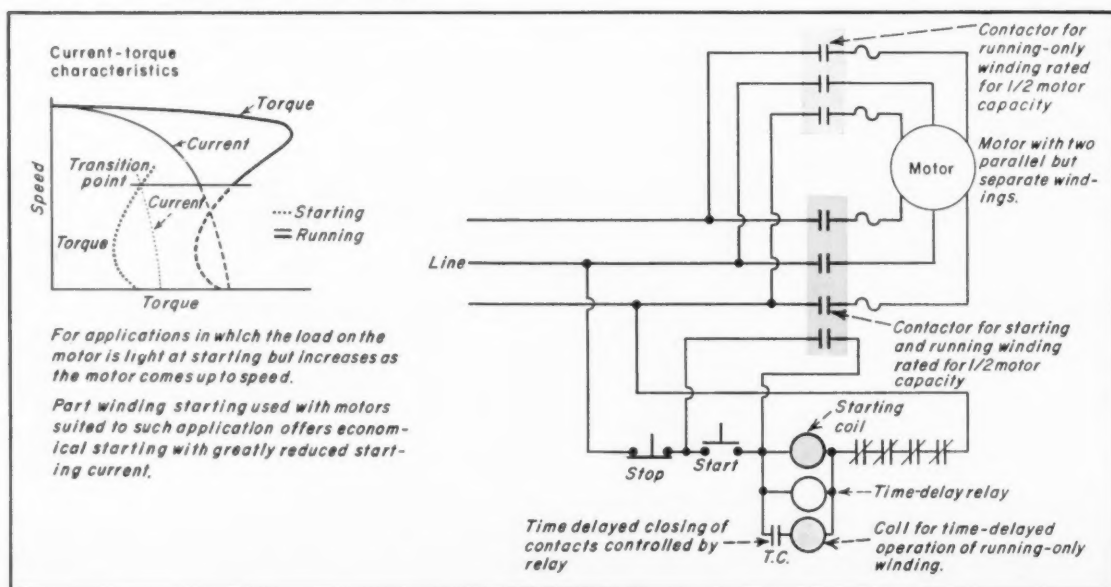 Current-torque
characteristics
Torque
Current
Transition
point
Current
Torque
Starting
Running
Speed
Torque
For applications in which the load on the
motor is light at starting but increases as
the motor comes up to speed.
Part winding starting used with motors
suited to such application offers econom-
ical starting with greatly reduced start-
ing current.
Contactor for
running-only
winding rated
for 1/2 motor
capacity
Motor
Motor with two
parallel but
separate wind-
ings.
Line
Contactor for starting
and running winding
rated for 1/2 motor
capacity
Starting
coil
Stop
Start
Time-delay relay
Time delayed closing of
contacts controlled by
relay
T.C.
Coil for time-delayed
operation of running-only
winding.